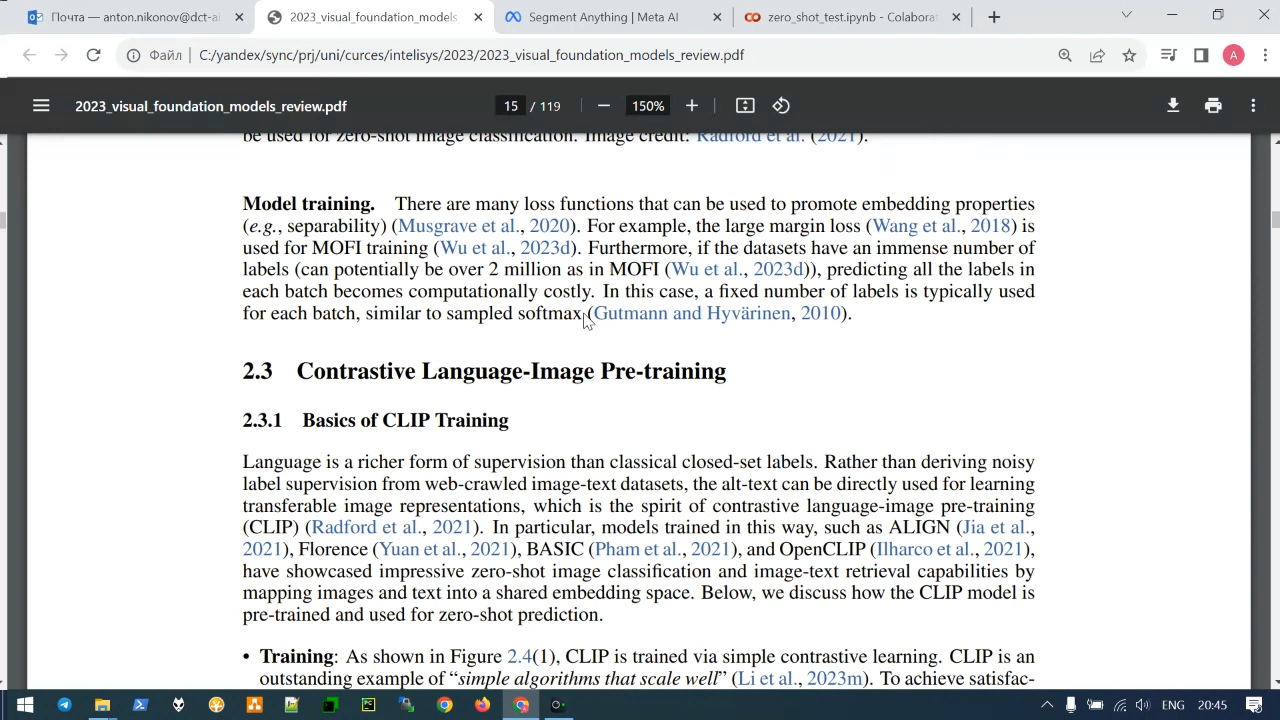 Почта — anton.nikonov@dct-ai
2023_visual_foundation_models
Segment Anything | Meta AI
zero_shot_test.ipynb - Colaborat
Файл
C:/yandex/sync/prj/uni/curces/intelisys/2023/2023_visual_foundation_models_review.pdf
A
2023_visual_foundation_models_review.pdf
15 / 119
150%
be used for zero-shot image classification. Image credit: Radford et al. (2021).
Model training. There are many loss functions that can be used to promote embedding properties
(e.g., separability) (Musgrave et al., 2020). For example, the large margin loss (Wang et al., 2018) is
used for MOFI training (Wu et al., 2023d). Furthermore, if the datasets have an immense number of
labels (can potentially be over 2 million as in MOFI (Wu et al., 2023d)), predicting all the labels in
each batch becomes computationally costly. In this case, a fixed number of labels is typically used
for each batch, similar to sampled softmax (Gutmann and Hyvärinen, 2010).
2.3 Contrastive Language-Image Pre-training
2.3.1 Basics of CLIP Training
Language is a richer form of supervision than classical closed-set labels. Rather than deriving noisy
label supervision from web-crawled image-text datasets, the alt-text can be directly used for learning
transferable image representations, which is the spirit of contrastive language-image pre-training
(CLIP) (Radford et al., 2021). In particular, models trained in this way, such as ALIGN (Jia et al.,
2021), Florence (Yuan et al., 2021), BASIC (Pham et al., 2021), and OpenCLIP (Ilharco et al., 2021),
have showcased impressive zero-shot image classification and image-text retrieval capabilities by
mapping images and text into a shared embedding space. Below, we discuss how the CLIP model is
pre-trained and used for zero-shot prediction.
• Training: As shown in Figure 2.4(1), CLIP is trained via simple contrastive learning. CLIP is an
outstanding example of “simple algorithms that scale well” (Li et al., 2023m). To achieve satisfac-
ENG
20:45